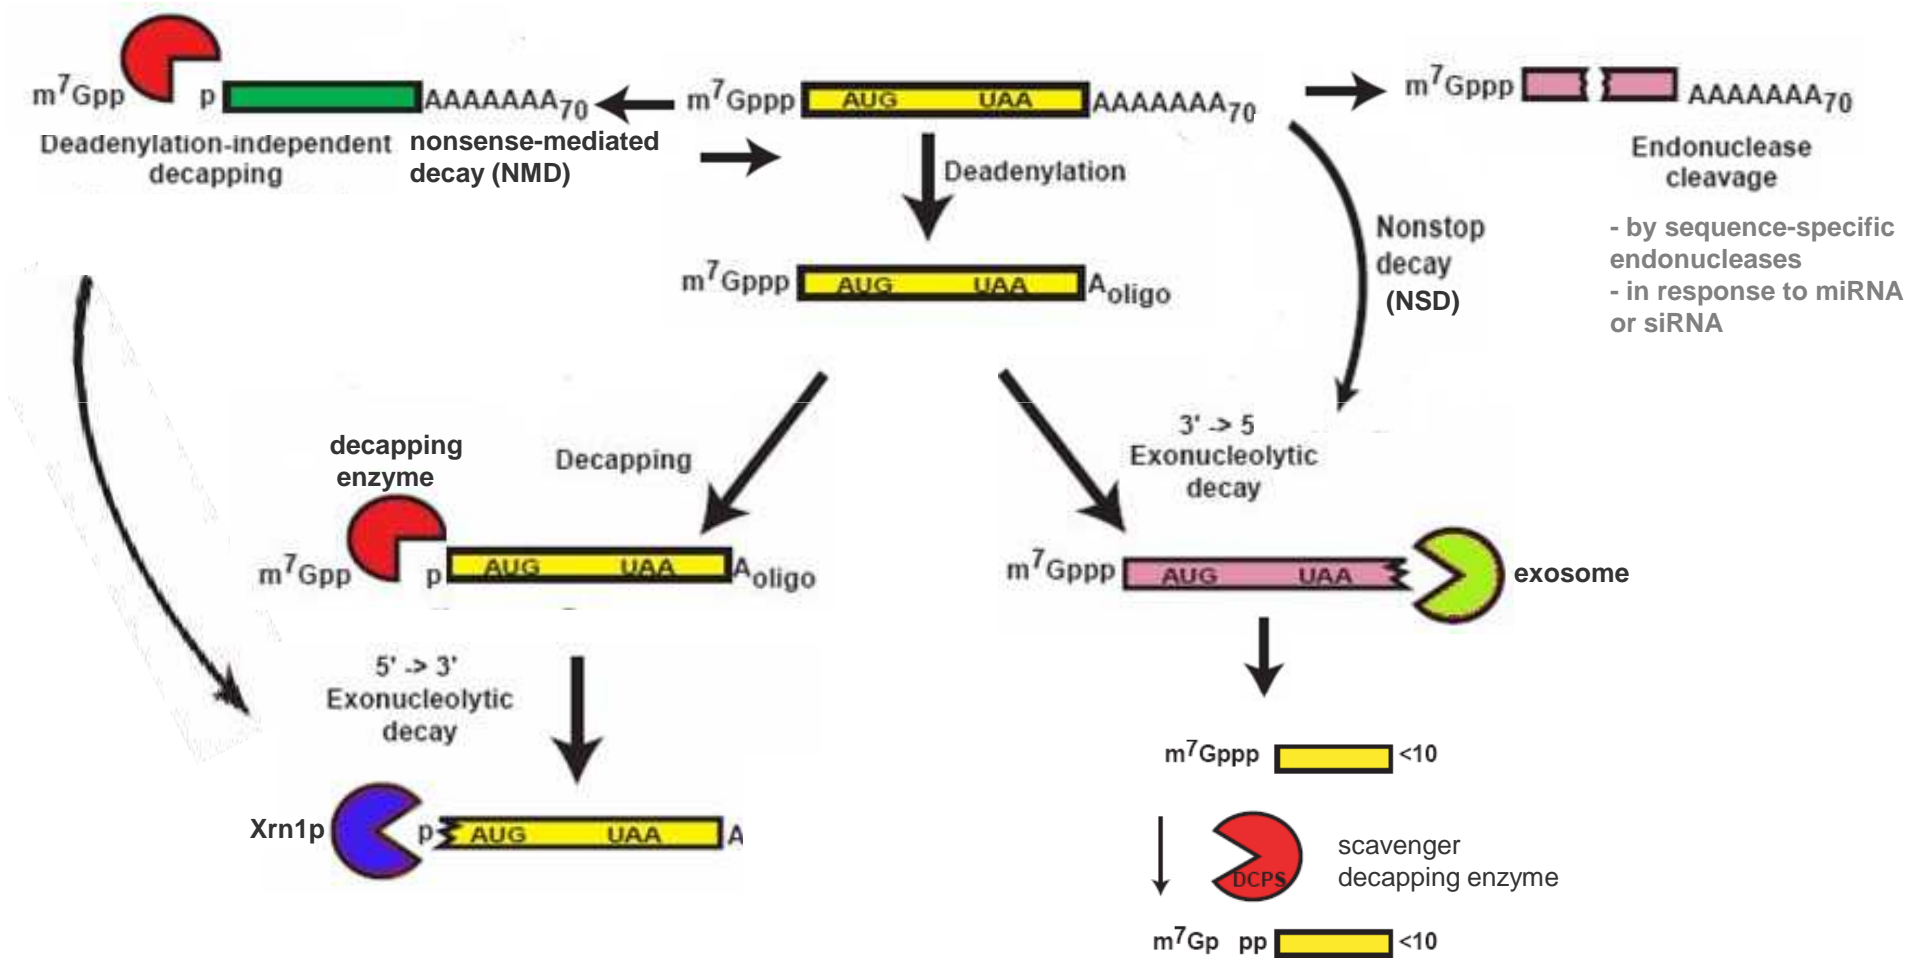 m⁷Gpp p AAAAAAA₇₀
Deadenylation-independent
decapping
nonsense-mediated
decay (NMD)
m⁷Gppp AUG UAA AAAAAAA₇₀
Deadenylation
m⁷Gppp AAAAAAA₇₀
Endonuclease
cleavage
- by sequence-specific
endonucleases
- in response to miRNA
or siRNA
Nonstop
decay
(NSD)
m⁷Gppp AUG UAA Aoligo
decapping
enzyme
Decapping
3' -> 5
Exonucleolytic
decay
m⁷Gpp p AUG UAA Aoligo
m⁷Gppp AUG UAA
exosome
5' -> 3'
Exonucleolytic
decay
Xrn1p
p AUG UAA A
m⁷Gppp <10
DCPS
scavenger
decapping enzyme
m⁷Gp pp <10